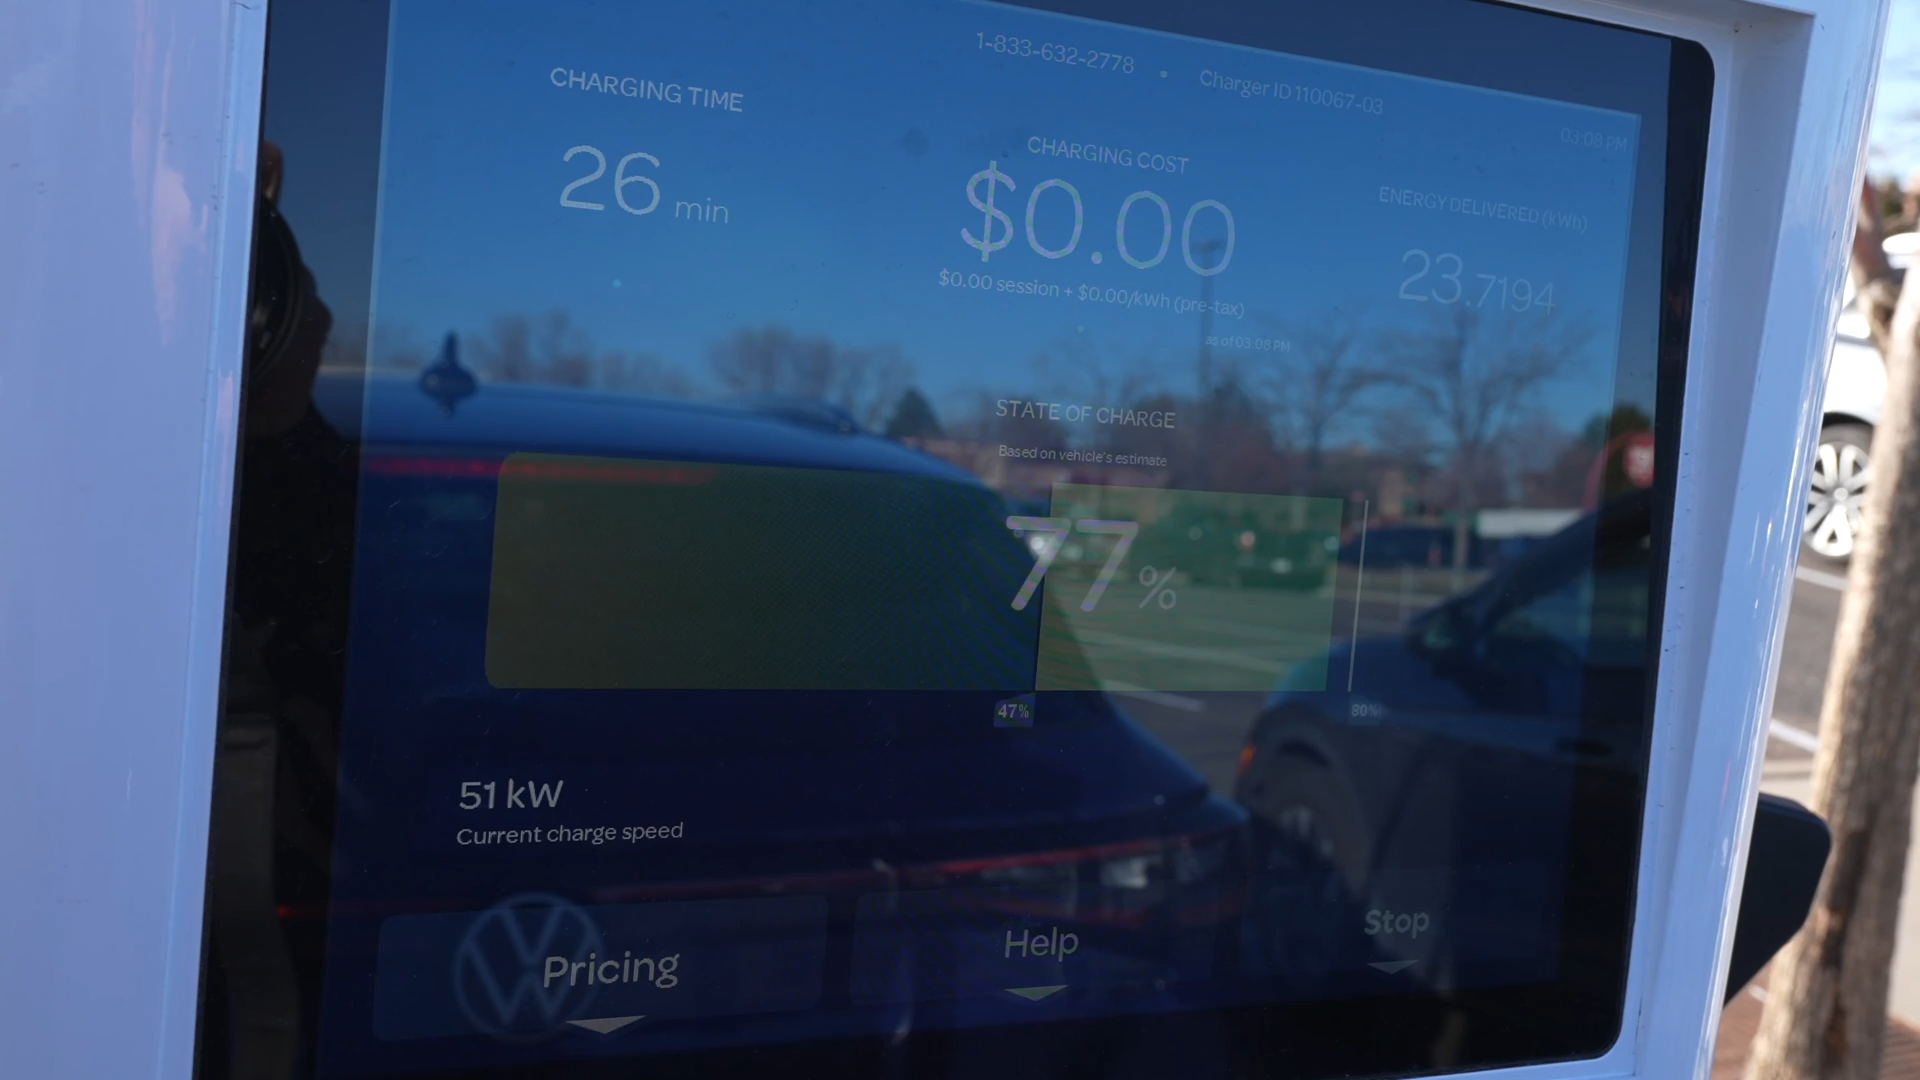 1-833-632-2778 • Charger ID 110067-03
03:08 PM
CHARGING TIME
26 min
CHARGING COST
$0.00
$0.00 session + $0.00/kWh (pre-tax)
as of 03:08 PM
ENERGY DELIVERED (kWh)
23.7194
STATE OF CHARGE
Based on vehicle's estimate
77%
47%
80%
51 kW
Current charge speed
Pricing
Help
Stop